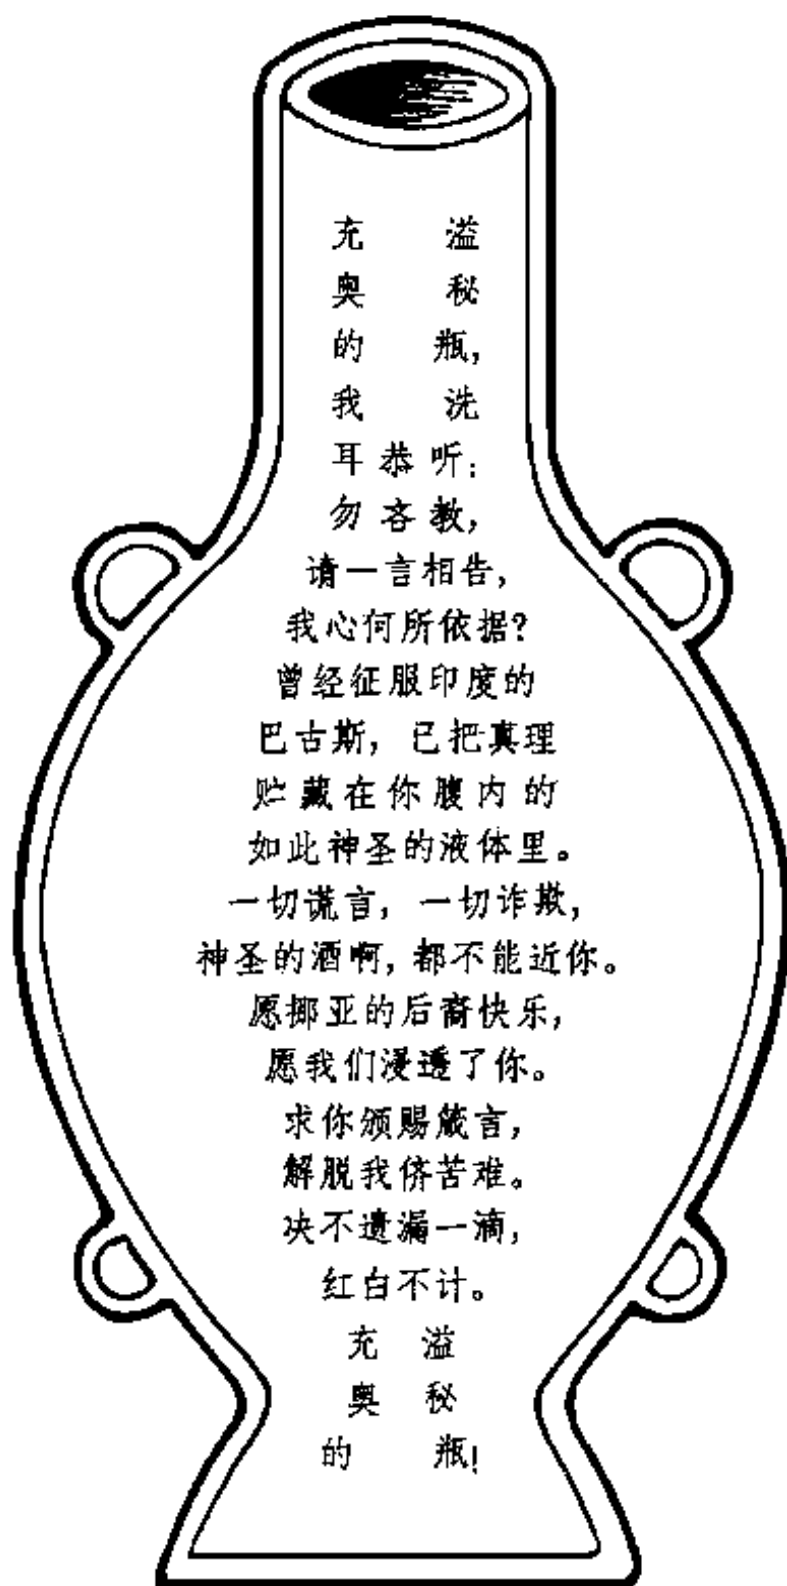 充 溢
奥 秘
的 瓶，
我 洗
耳恭听：
勿吝教，
请一言相告，
我心何所依据？
曾经征服印度的
巴古斯，已把真理
贮藏在你腹内的
如此神圣的液体里。
一切谎言，一切诈欺，
神圣的酒啊，都不能近你。
愿挪亚的后裔快乐，
愿我们浸透了你。
求你颁赐箴言，
解脱我侪苦难。
决不遗漏一滴，
红白不计。
充 溢
奥 秘
的 瓶！